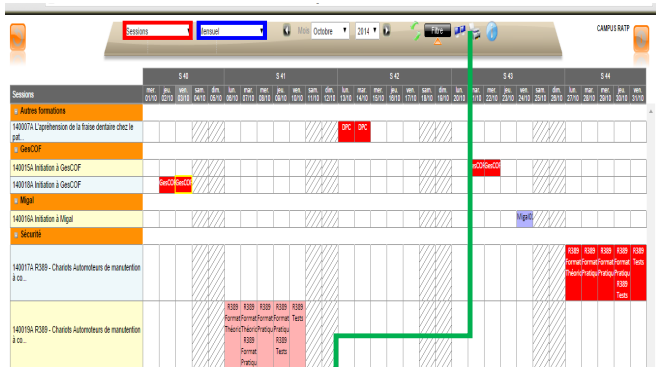 Sessions Mensuel Mois Octobre 2014 Filtre CAMPUS RATP
S 40 S 41 S 42 S 43 S 44
Sessions mer. jeu. ven. sam. dim. lun. mar. mer. jeu. ven. sam. dim. lun. mar. mer. jeu. ven. sam. dim. lun. mar. mer. jeu. ven. sam. dim. lun. mar. mer. jeu. ven.
01/10 02/10 03/10 04/10 05/10 06/10 07/10 08/10 09/10 10/10 11/10 12/10 13/10 14/10 15/10 16/10 17/10 18/10 19/10 20/10 21/10 22/10 23/10 24/10 25/10 26/10 27/10 28/10 29/10 30/10 31/10
Autres formations
140007A L'apréhension de la fraise dentaire chez le DPC DPC
pat...
GesCOF
140015A Initiation à GesCOF GesCOF
140018A Initiation à GesCOF GesCOF GesCOF
Migal
140016A Initiation à Migal Migal0
Sécurité
R389 R389 R389 R389 R389
Format Format Format Format Tests
140017A R389 - Chariots Automoteurs de manutention Théoric Pratiqu Pratiqu Pratiqu
à co... R389
Tests
R389 R389 R389 R389 R389
Format Format Format Format Tests
Théoric Théoric Pratiqu Pratiqu
140019A R389 - Chariots Automoteurs de manutention R389 R389
à co... Format Tests
Pratiqu